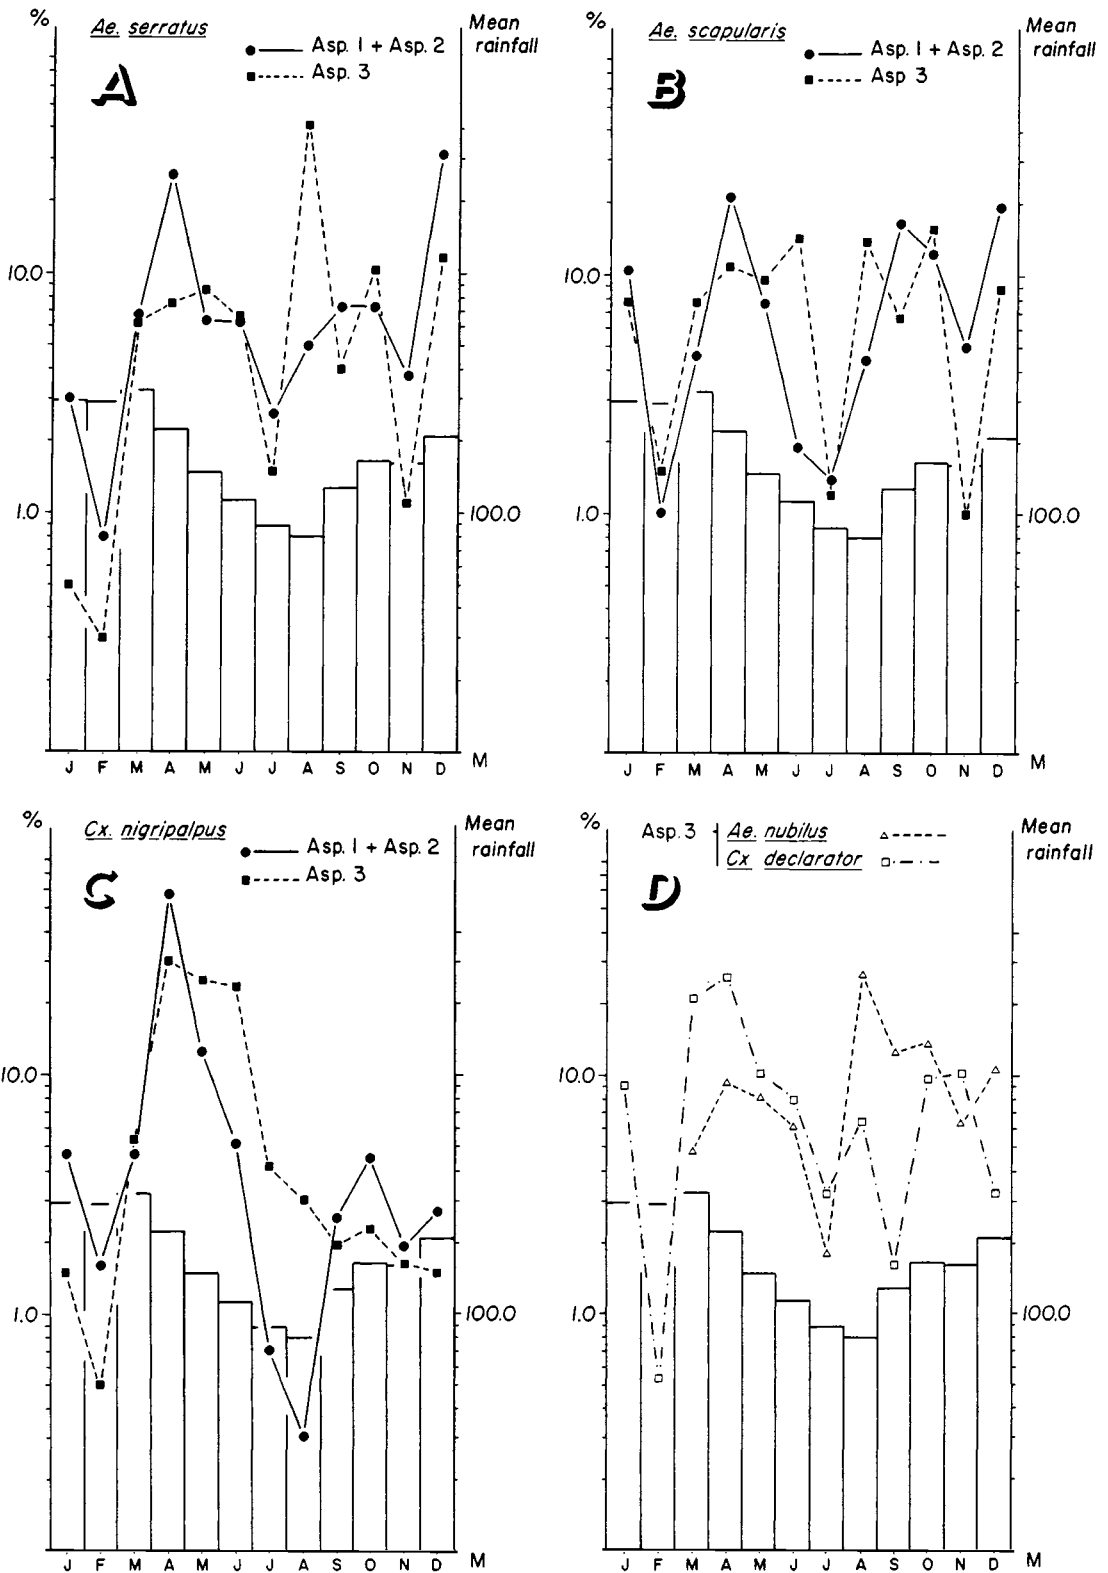 %
Ae. serratus
Mean
rainfall
Asp. 1 + Asp. 2
Asp. 3
A
10.0
1.0
100.0
J F M A M J J A S O N D
M
%
Ae. scapularis
Mean
rainfall
Asp. 1 + Asp. 2
Asp 3
B
10.0
1.0
100.0
J F M A M J J A S O N D
M
%
Cx. nigripalpus
Mean
rainfall
Asp. 1 + Asp. 2
Asp. 3
C
10.0
1.0
100.0
J F M A M J J A S O N D
M
%
Asp. 3
Ae. nubilus
Cx declarator
Mean
rainfall
D
10.0
1.0
100.0
J F M A M J J A S O N D
M